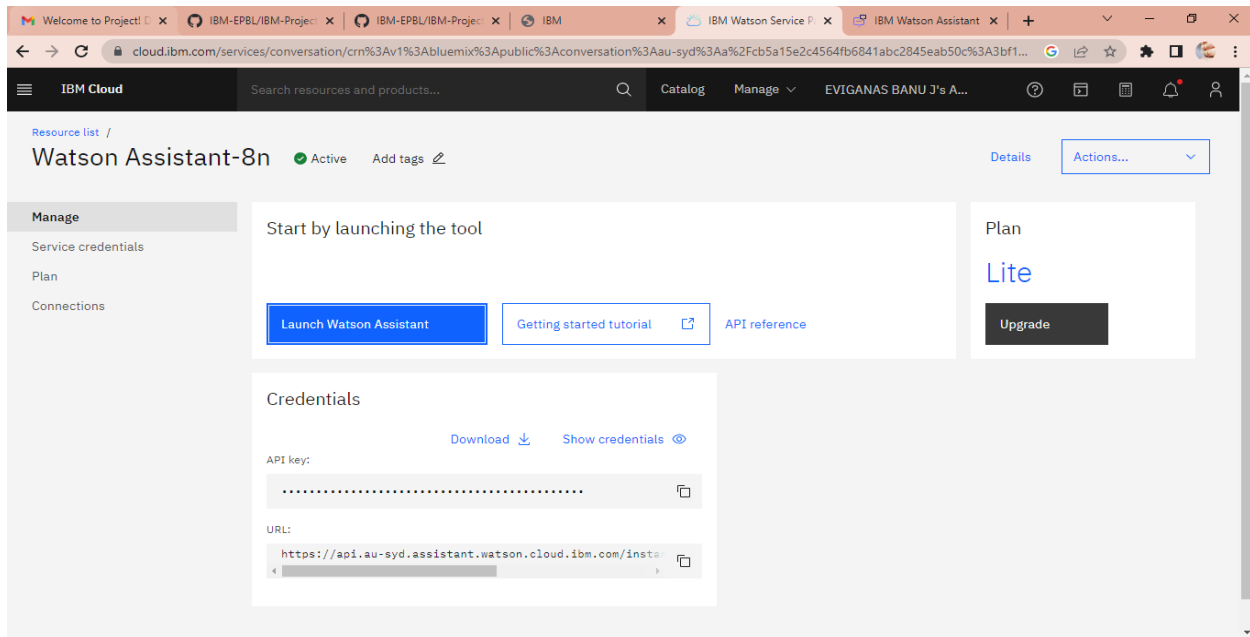 Welcome to Project! D
IBM-EPBL/IBM-Project
IBM-EPBL/IBM-Project
IBM
IBM Watson Service P
IBM Watson Assistant
cloud.ibm.com/services/conversation/crn%3Av1%3Abluemix%3Apublic%3Aconversation%3Aau-syd%3Aa%2Fcb5a15e2c4564fb6841abc2845eab50c%3A3bf1...
IBM Cloud
Search resources and products...
Catalog
Manage
EVIGANAS BANU J's A...
Resource list /
Watson Assistant-8n
Active
Add tags
Details
Actions...
Manage
Service credentials
Plan
Connections
Start by launching the tool
Launch Watson Assistant
Getting started tutorial
API reference
Plan
Lite
Upgrade
Credentials
Download
Show credentials
API key:
URL:
https://api.au-syd.assistant.watson.cloud.ibm.com/insta